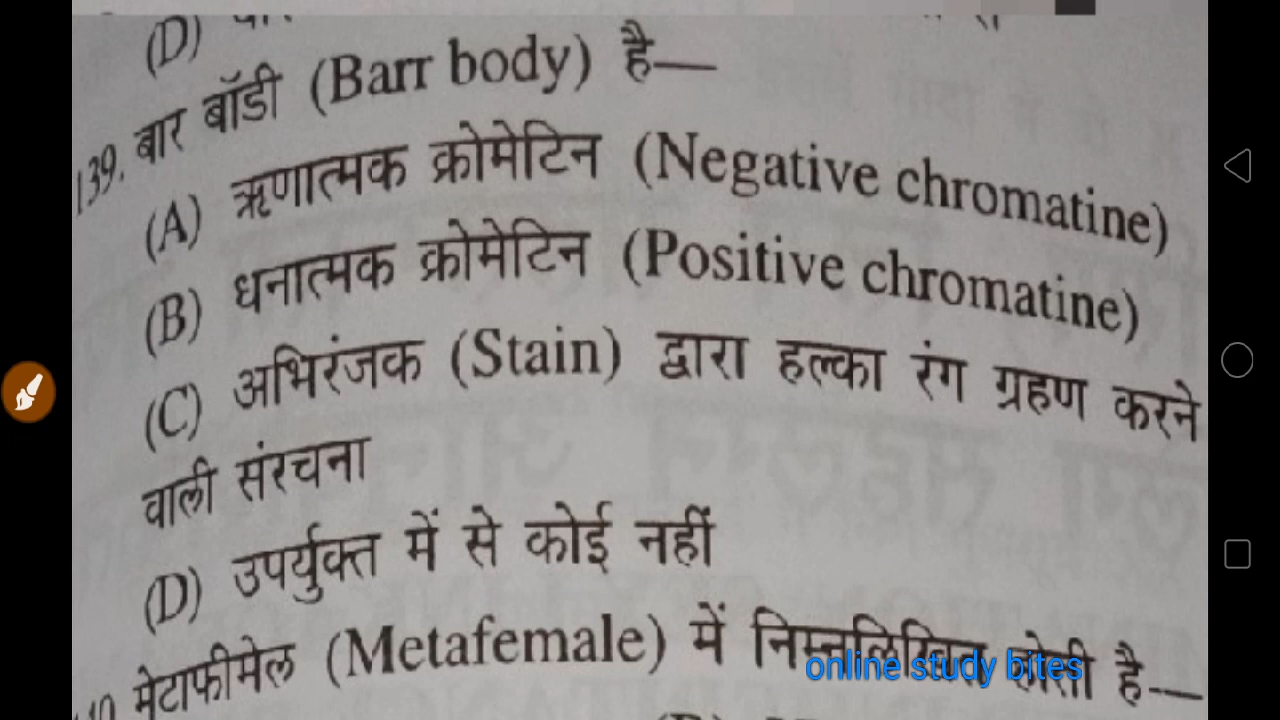 (D)
139. बार बॉडी (Barr body) है—
(A) ऋणात्मक क्रोमेटिन (Negative chromatine)
(B) धनात्मक क्रोमेटिन (Positive chromatine)
(C) अभिरंजक (Stain) द्वारा हल्का रंग ग्रहण करने
वाली संरचना
(D) उपर्युक्त में से कोई नहीं
मेटाफीमेल (Metafemale) में निम्नलिखित होती है—
online study bites